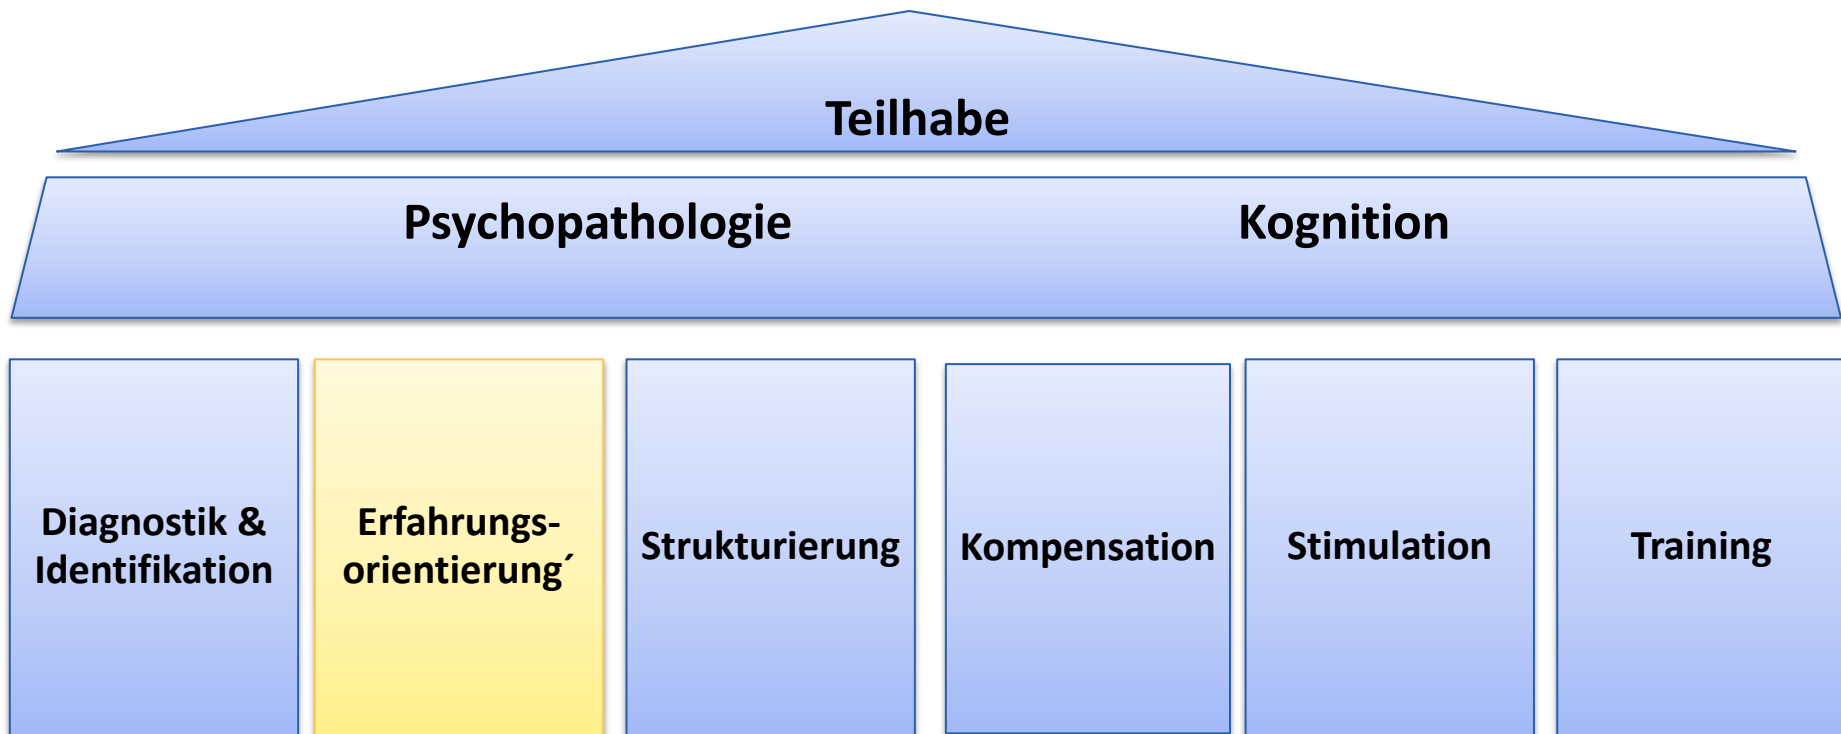 Teilhabe
Psychopathologie Kognition
Diagnostik &
Identifikation
Erfahrungs-
orientierung´
Strukturierung
Kompensation
Stimulation
Training